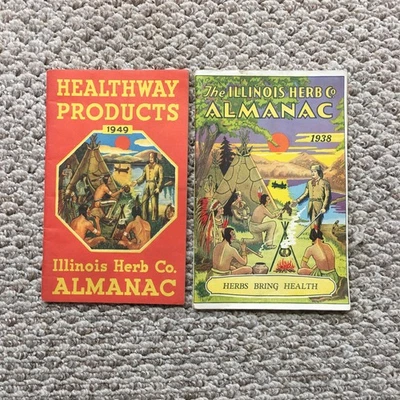 HEALTHWAY
PRODUCTS
1949
Illinois Herb Co.
ALMANAC
The ILLINOIS HERB Co
ALMANAC
1938
HERBS BRING HEALTH